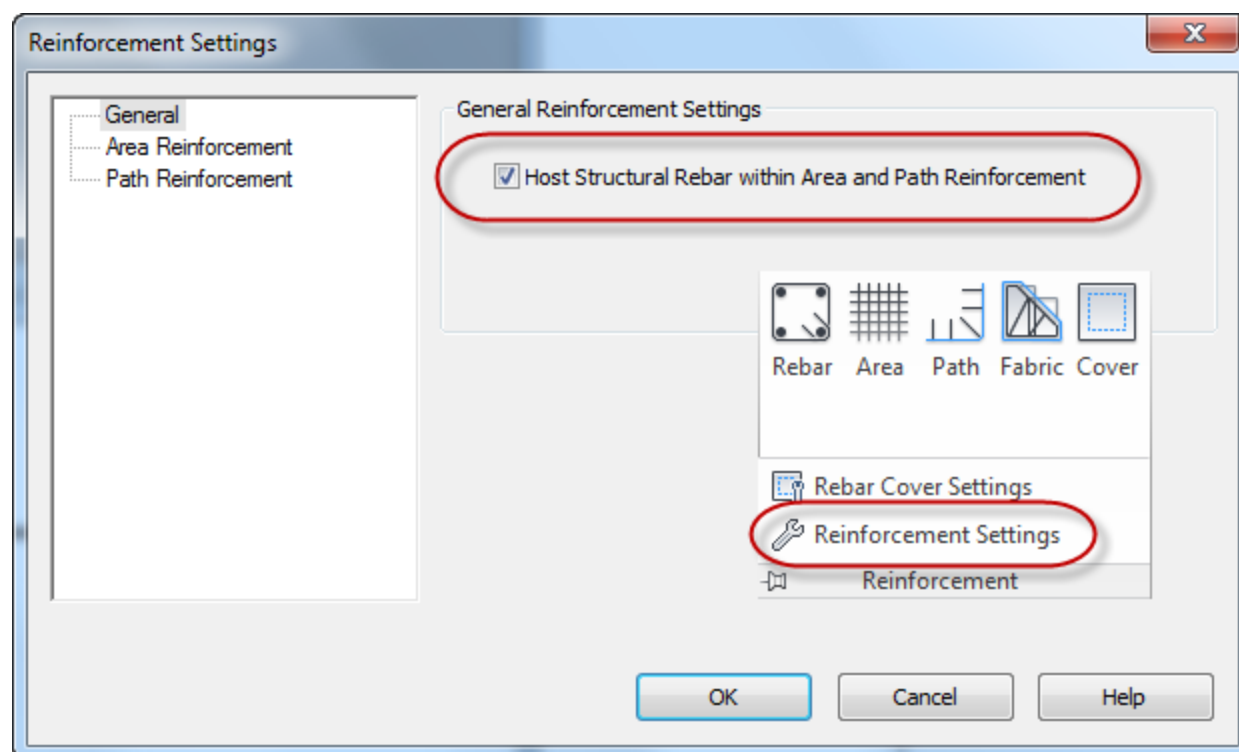 Reinforcement Settings
General
Area Reinforcement
Path Reinforcement
General Reinforcement Settings
Host Structural Rebar within Area and Path Reinforcement
Rebar Area Path Fabric Cover
Rebar Cover Settings
Reinforcement Settings
Reinforcement
OK Cancel Help